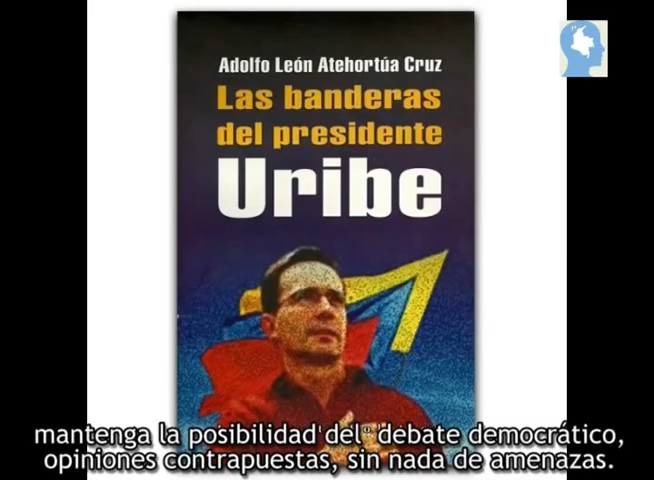 Adolfo León Atehortúa Cruz
Las banderas
del presidente
Uribe
mantenga la posibilidad del debate democrático,
opiniones contrapuestas, sin nada de amenazas.